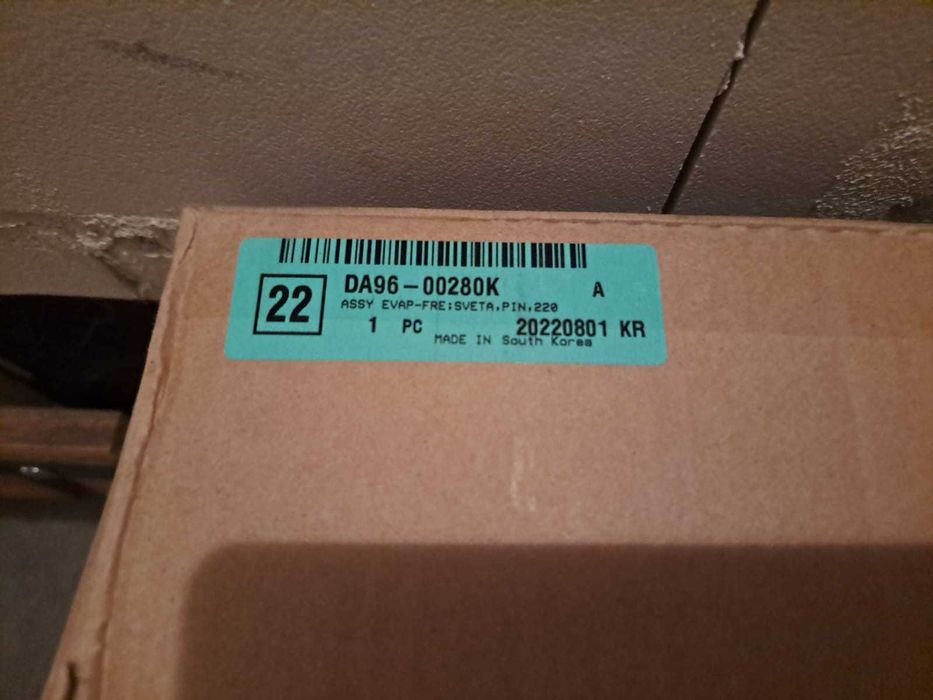 22
DA96-00280K A
ASSY EVAP-FRE;SVETA,PIN,220
1 PC 20220801 KR
MADE IN South Korea